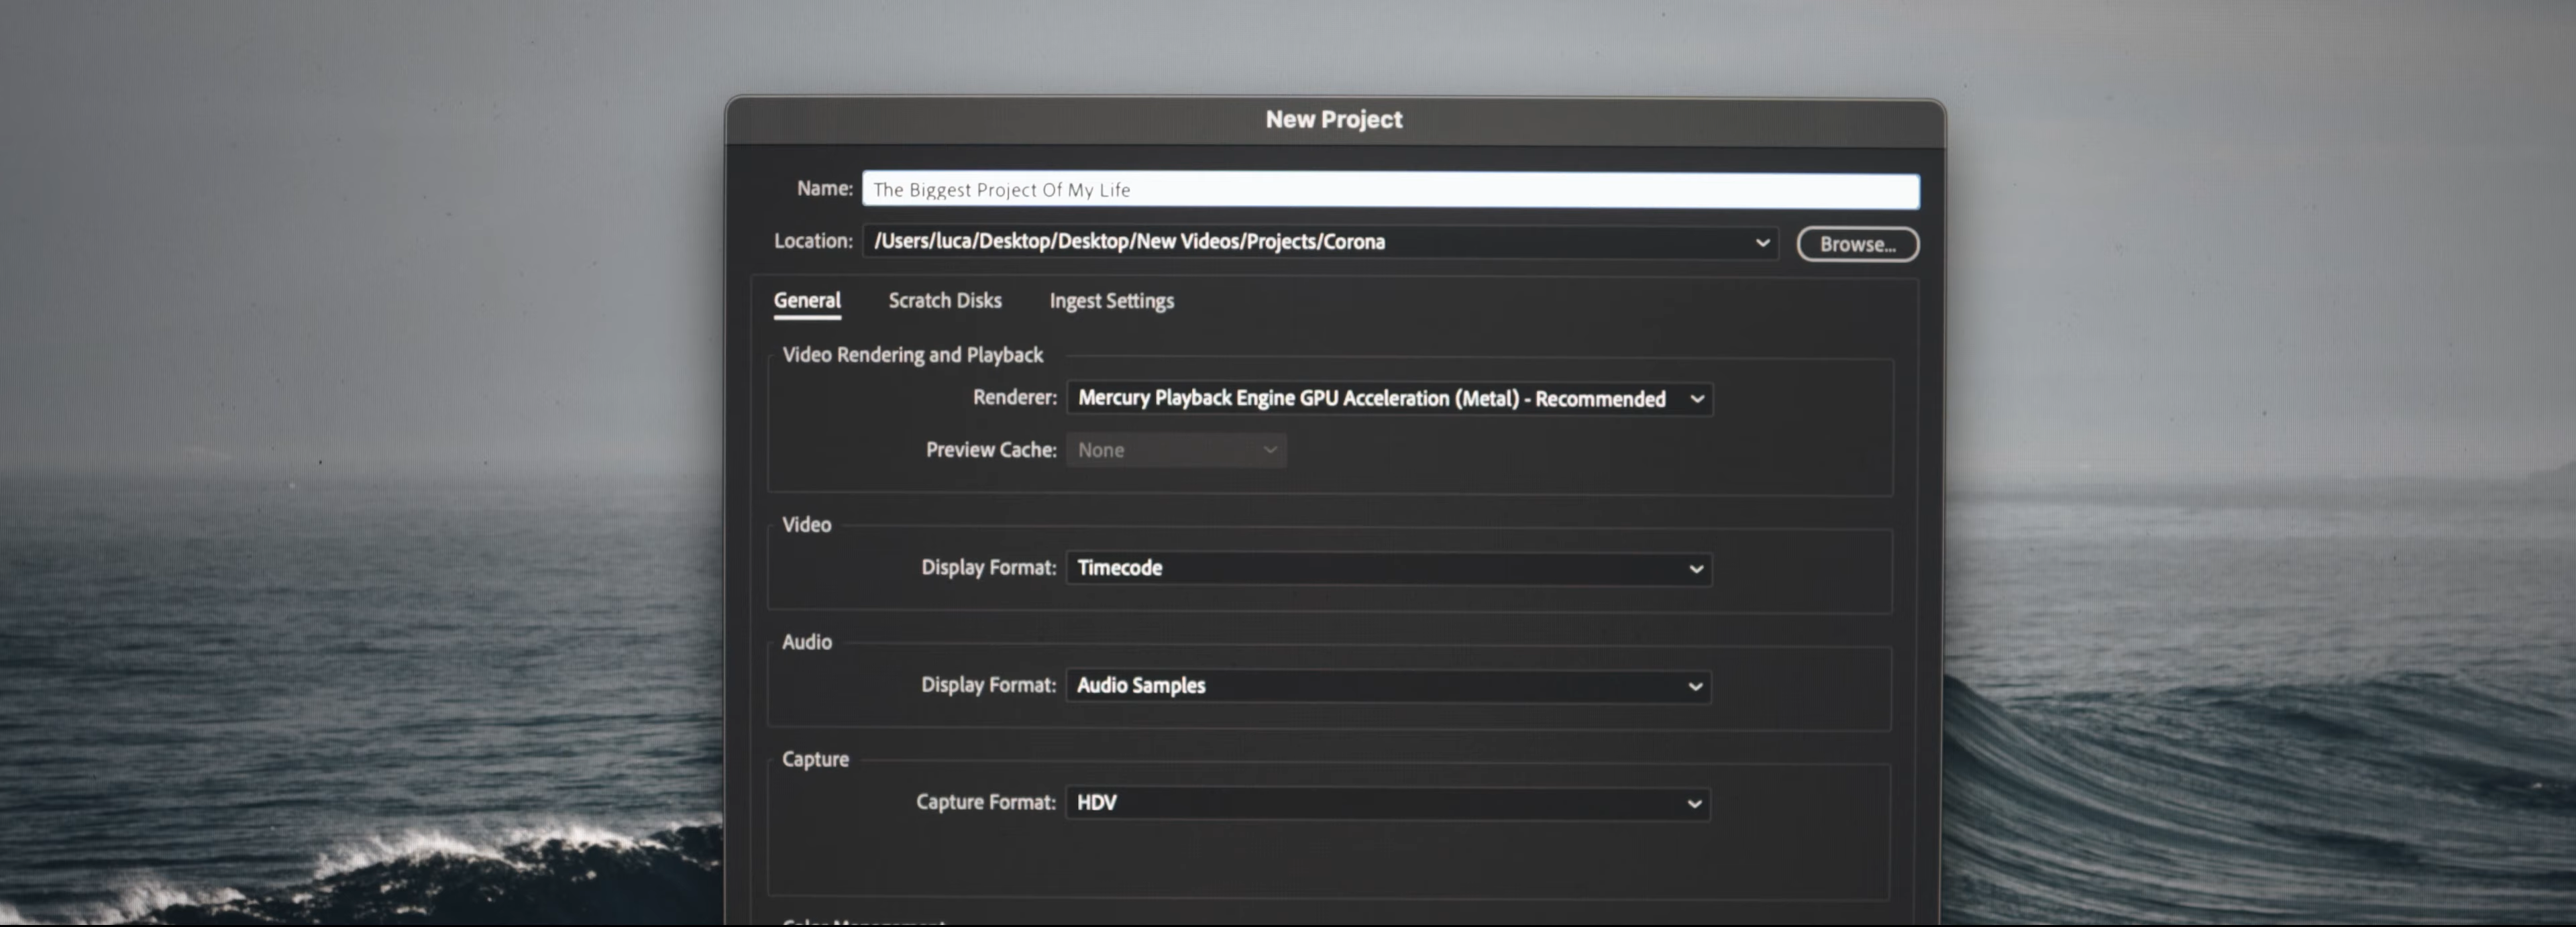 New Project
Name: The Biggest Project Of My Life
Location: /Users/luca/Desktop/Desktop/New Videos/Projects/Corona Browse...
General Scratch Disks Ingest Settings
Video Rendering and Playback
Renderer: Mercury Playback Engine GPU Acceleration (Metal) - Recommended
Preview Cache: None
Video
Display Format: Timecode
Audio
Display Format: Audio Samples
Capture
Capture Format: HDV